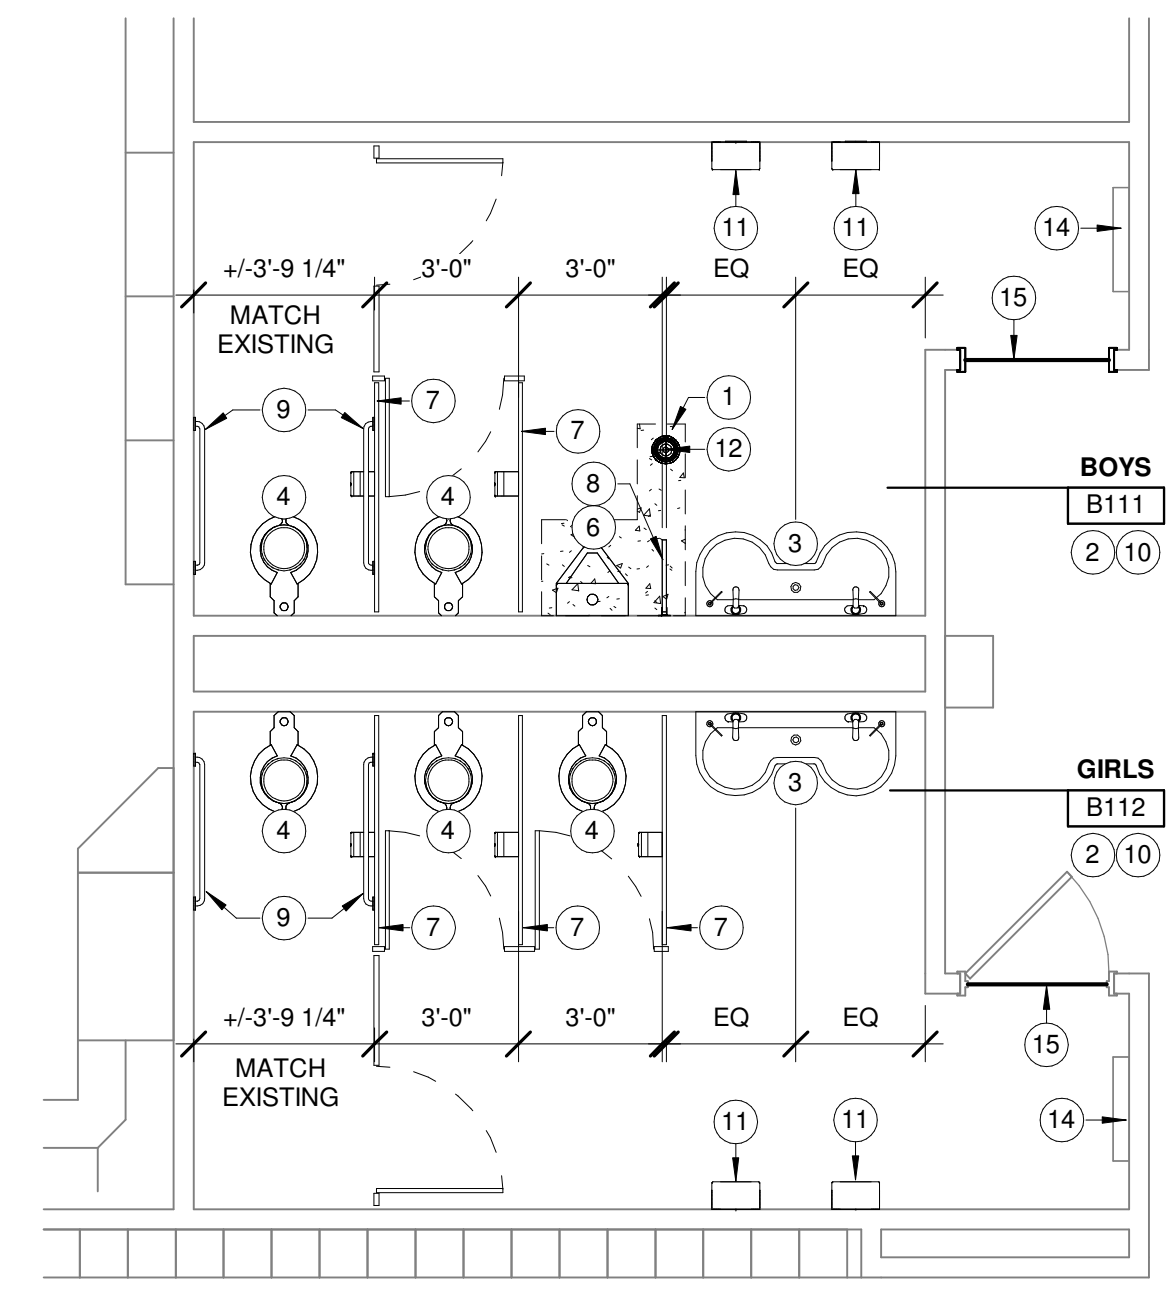 11 11 14
+/-3'-9 1/4" 3'-0" 3'-0" EQ EQ
15
MATCH
EXISTING
9 7 1
7
12
BOYS
4 4 8
B111
6
3
2 10
GIRLS
3
B112
4 4 4
2 10
9 7 7 7
+/-3'-9 1/4" 3'-0" 3'-0" EQ EQ
15
MATCH
EXISTING
11 11 14